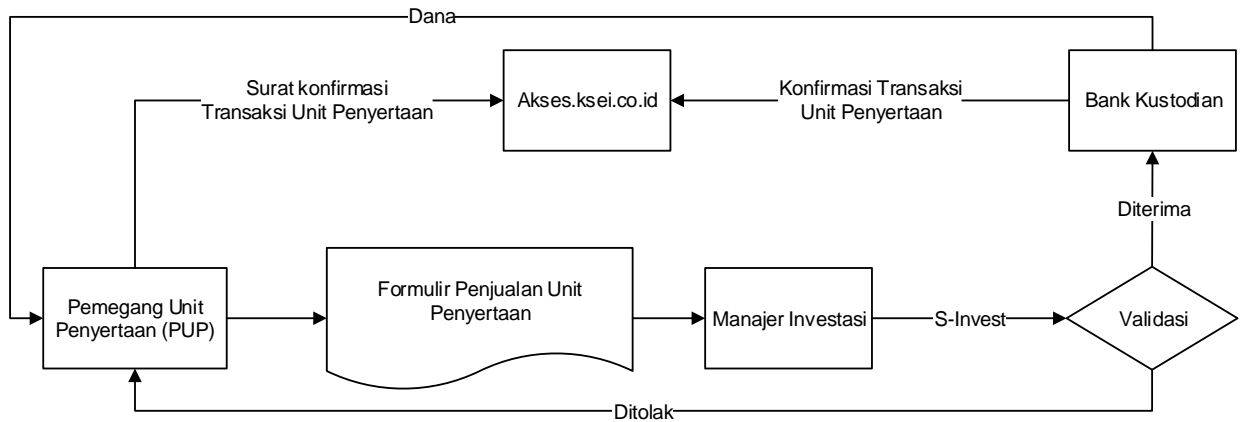 Dana
Surat konfirmasi
Transaksi Unit Penyertaan
Akses.ksei.co.id
Konfirmasi Transaksi
Unit Penyertaan
Bank Kustodian
Diterima
Pemegang Unit
Penyertaan (PUP)
Formulir Penjualan Unit
Penyertaan
Manajer Investasi
S-Invest
Validasi
Ditolak